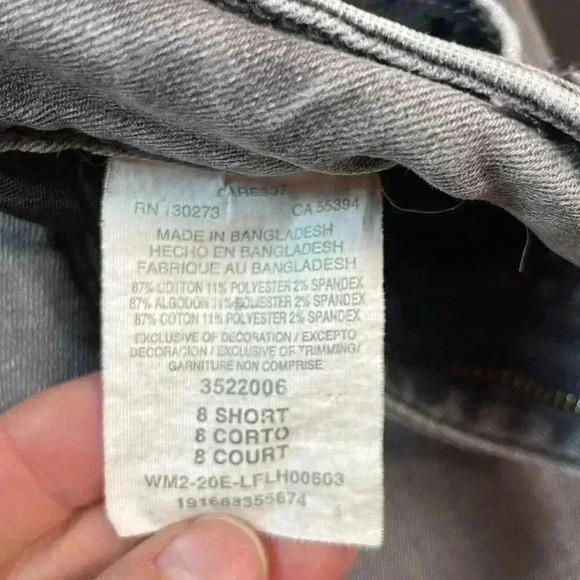 RN 130273 CA 55394
MADE IN BANGLADESH
HECHO EN BANGLADESH
FABRIQUE AU BANGLADESH
87% COTTON 11% POLYESTER 2% SPANDEX
87% ALGODON 11% POLIESTER 2% SPANDEX
87% COTON 11% POLYESTER 2% SPANDEX
EXCLUSIVE OF DECORATION / EXCEPTO
DECORACION / EXCLUSIVE OF TRIMMING/
GARNITURE NON COMPRISE
3522006
8 SHORT
8 CORTO
8 COURT
WM2-20E-LFLH00603
191663355674